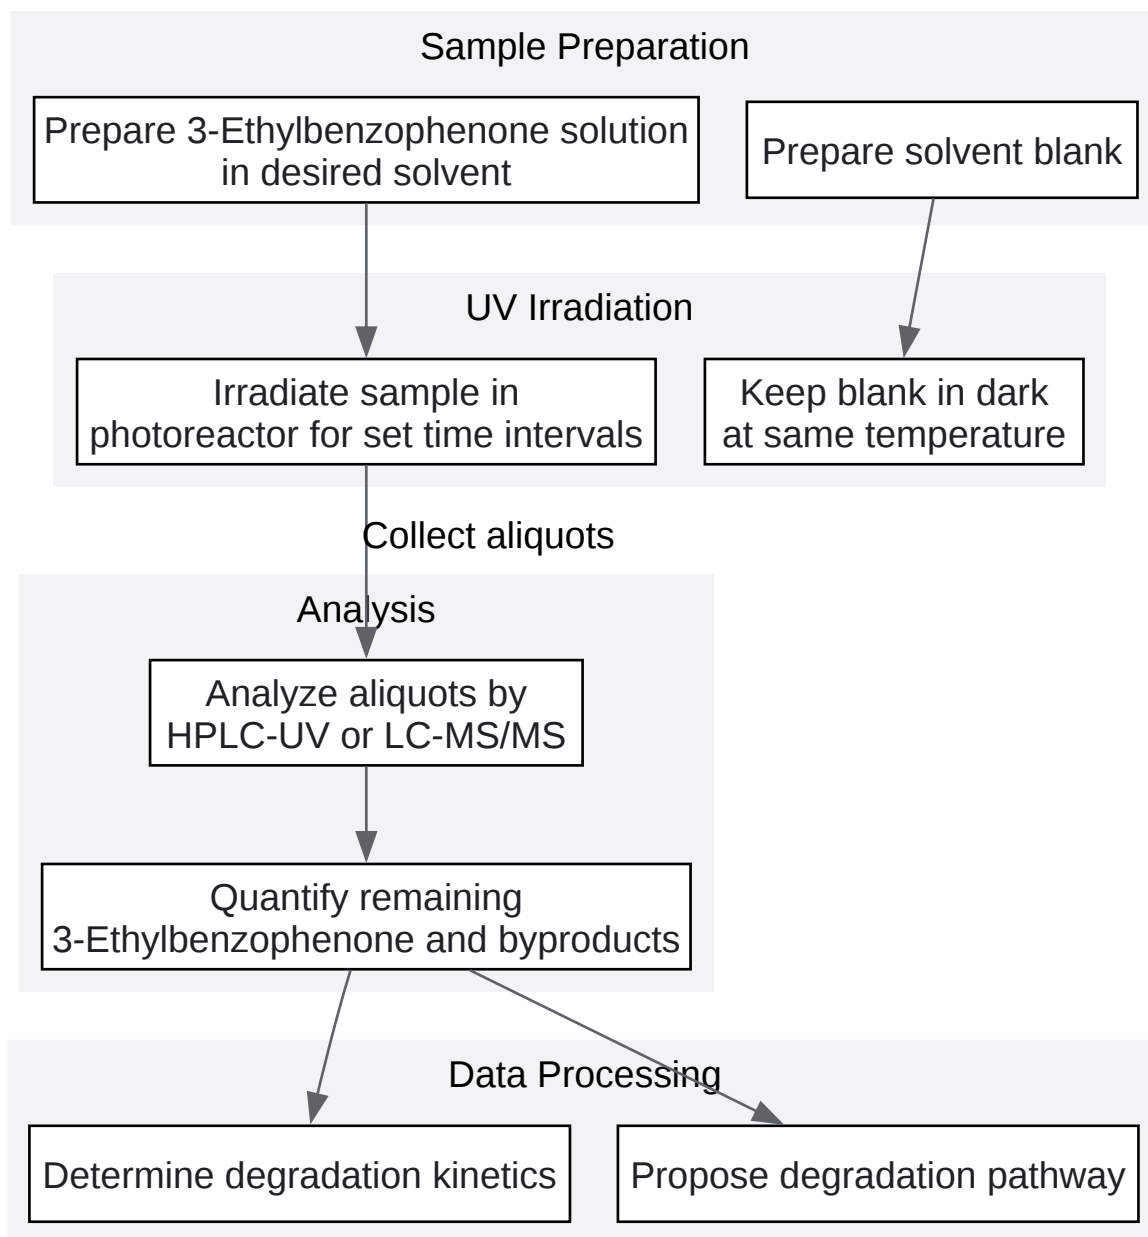 Sample Preparation
Prepare 3-Ethylbenzophenone solution
in desired solvent
Prepare solvent blank
UV Irradiation
Irradiate sample in
photoreactor for set time intervals
Keep blank in dark
at same temperature
Collect aliquots
Analysis
Analyze aliquots by
HPLC-UV or LC-MS/MS
Quantify remaining
3-Ethylbenzophenone and byproducts
Data Processing
Determine degradation kinetics
Propose degradation pathway